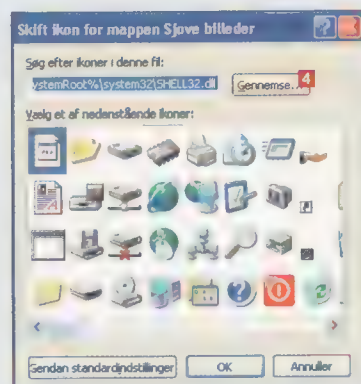 Skift ikon for mappen Sjove billeder
Søg efter ikoner i denne fil:
ystemRoot%\system32\SHELL32.dll
Gennemse...
4
Vælg et af nedenstående ikoner:
Gendan standardindstillinger
OK
Annuller